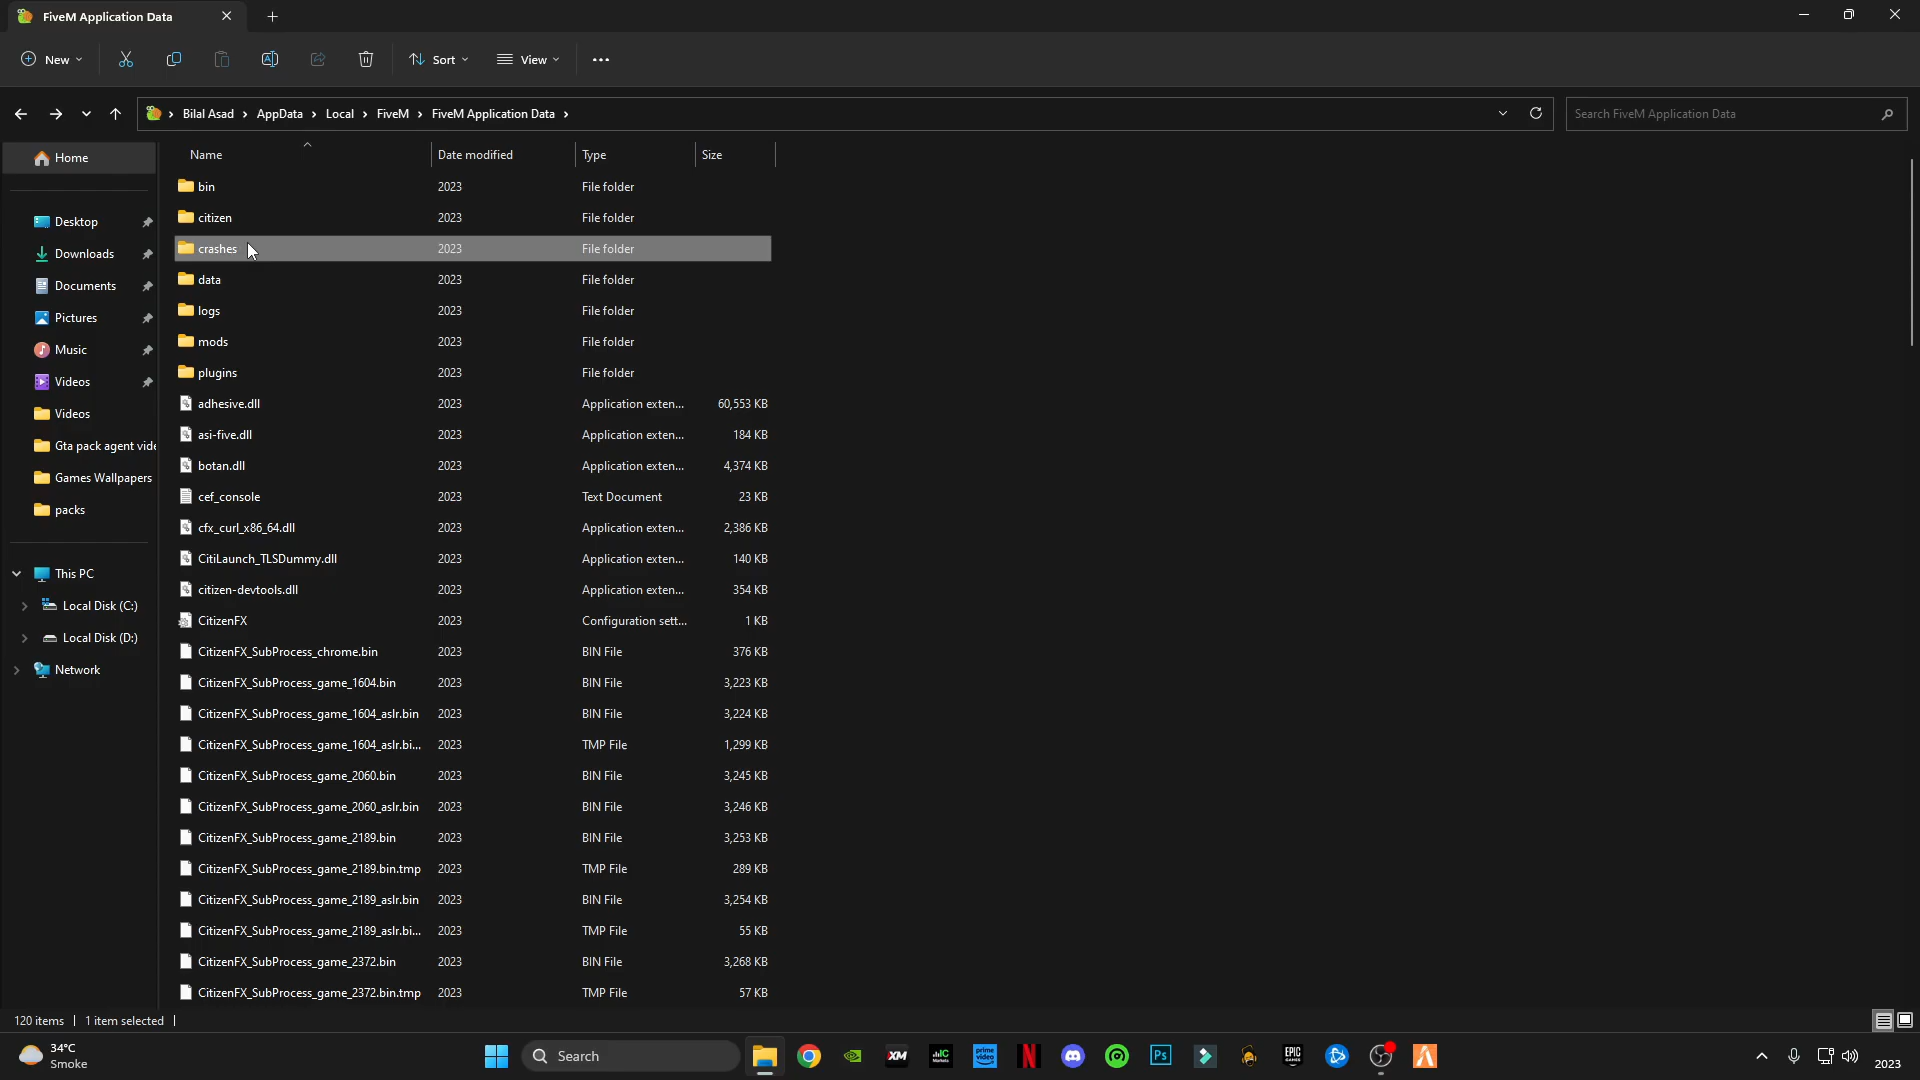 FiveM Application Data
New
Sort
View
Bilal Asad > AppData > Local > FiveM > FiveM Application Data >
Search FiveM Application Data
Home
Desktop
Downloads
Documents
Pictures
Music
Videos
Videos
Gta pack agent vide
Games Wallpapers
packs
This PC
Local Disk (C:)
Local Disk (D:)
Network
Name Date modified Type Size
bin 2023 File folder
citizen 2023 File folder
crashes 2023 File folder
data 2023 File folder
logs 2023 File folder
mods 2023 File folder
plugins 2023 File folder
adhesive.dll 2023 Application exten... 60,553 KB
asi-five.dll 2023 Application exten... 184 KB
botan.dll 2023 Application exten... 4,374 KB
cef_console 2023 Text Document 23 KB
cfx_curl_x86_64.dll 2023 Application exten... 2,386 KB
CitiLaunch_TLSDummy.dll 2023 Application exten... 140 KB
citizen-devtools.dll 2023 Application exten... 354 KB
CitizenFX 2023 Configuration sett... 1 KB
CitizenFX_SubProcess_chrome.bin 2023 BIN File 376 KB
CitizenFX_SubProcess_game_1604.bin 2023 BIN File 3,223 KB
CitizenFX_SubProcess_game_1604_aslr.bin 2023 BIN File 3,224 KB
CitizenFX_SubProcess_game_1604_aslr.bi... 2023 TMP File 1,299 KB
CitizenFX_SubProcess_game_2060.bin 2023 BIN File 3,245 KB
CitizenFX_SubProcess_game_2060_aslr.bin 2023 BIN File 3,246 KB
CitizenFX_SubProcess_game_2189.bin 2023 BIN File 3,253 KB
CitizenFX_SubProcess_game_2189.bin.tmp 2023 TMP File 289 KB
CitizenFX_SubProcess_game_2189_aslr.bin 2023 BIN File 3,254 KB
CitizenFX_SubProcess_game_2189_aslr.bi... 2023 TMP File 55 KB
CitizenFX_SubProcess_game_2372.bin 2023 BIN File 3,268 KB
CitizenFX_SubProcess_game_2372.bin.tmp 2023 TMP File 57 KB
120 items | 1 item selected |
34°C
Smoke
Search
XM
IC
Markets
prime video
N
Ps
EPIC
GAMES
2023